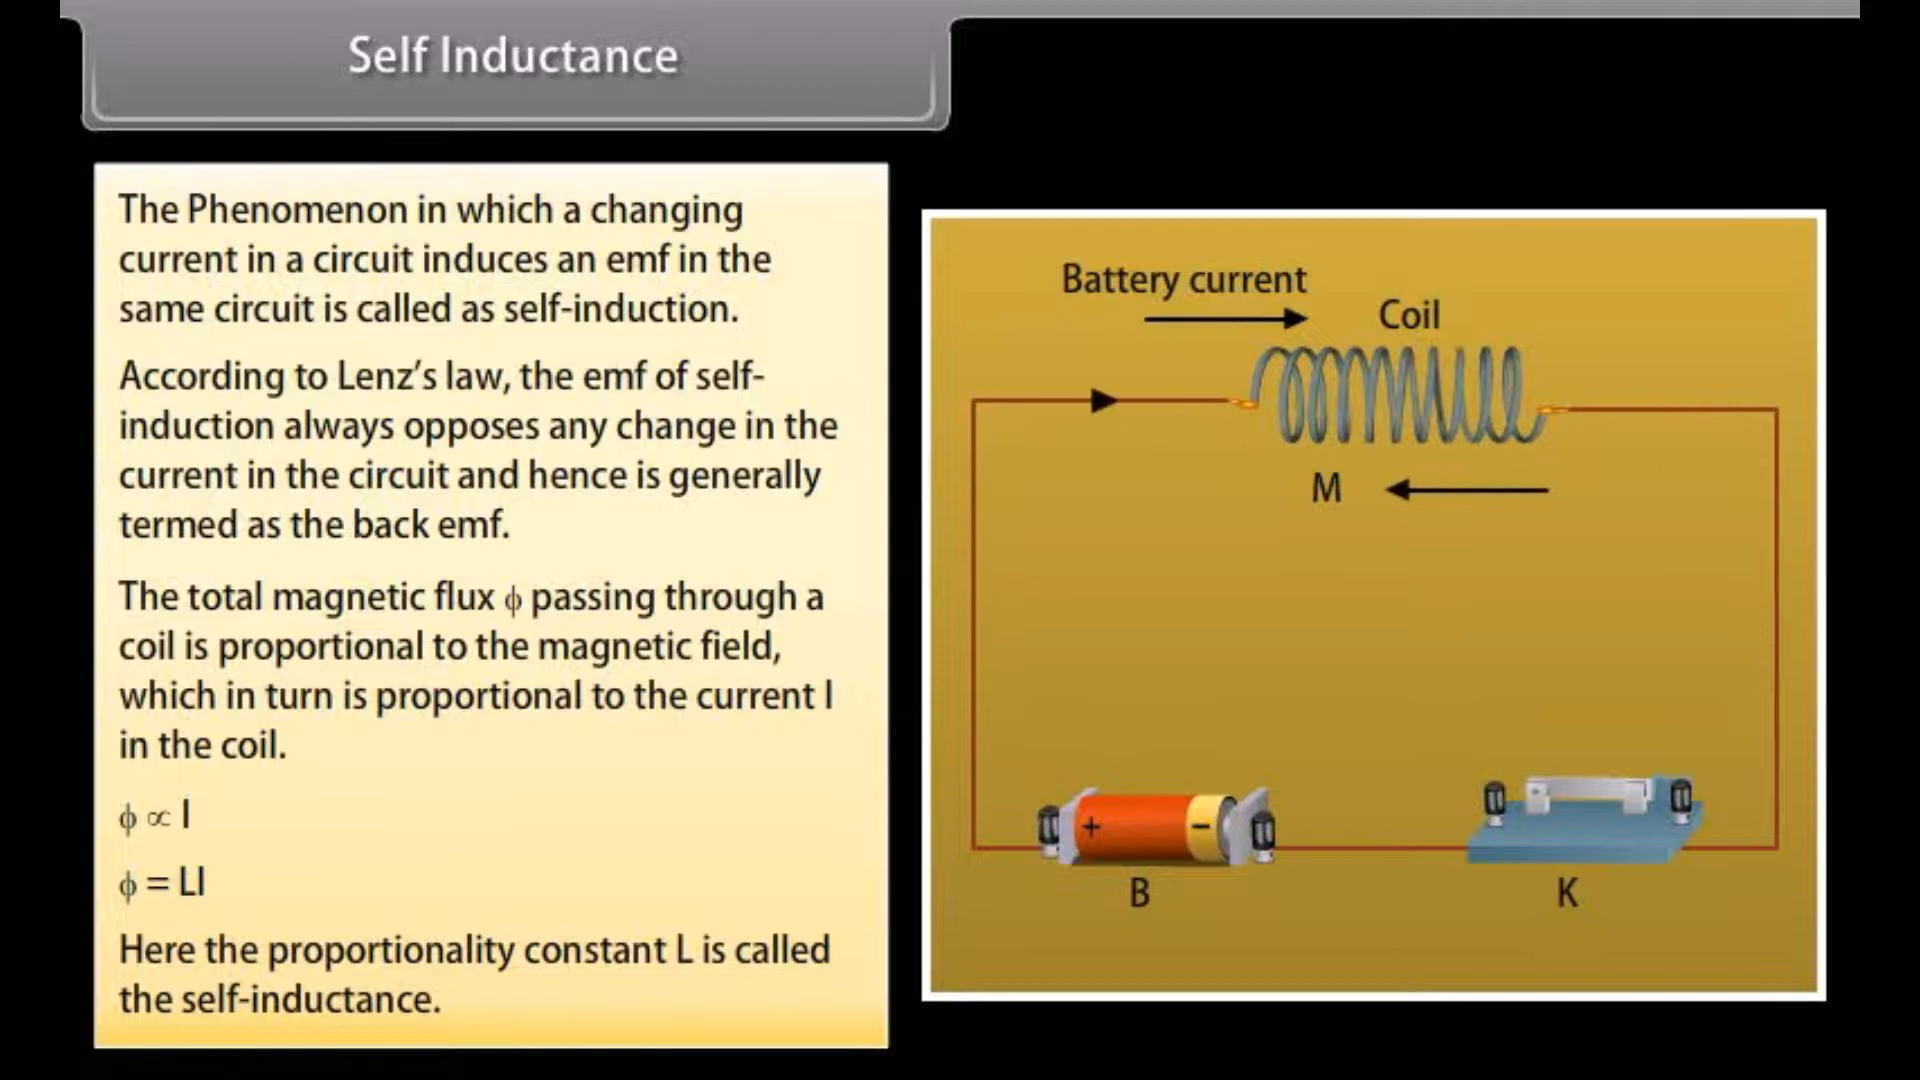 Self Inductance
The Phenomenon in which a changing
current in a circuit induces an emf in the
same circuit is called as self-induction.
According to Lenz’s law, the emf of self-
induction always opposes any change in the
current in the circuit and hence is generally
termed as the back emf.
The total magnetic flux ϕ passing through a
coil is proportional to the magnetic field,
which in turn is proportional to the current I
in the coil.
ϕ ∝ I
ϕ = LI
Here the proportionality constant L is called
the self-inductance.
Battery current
Coil
M
+ −
B
K